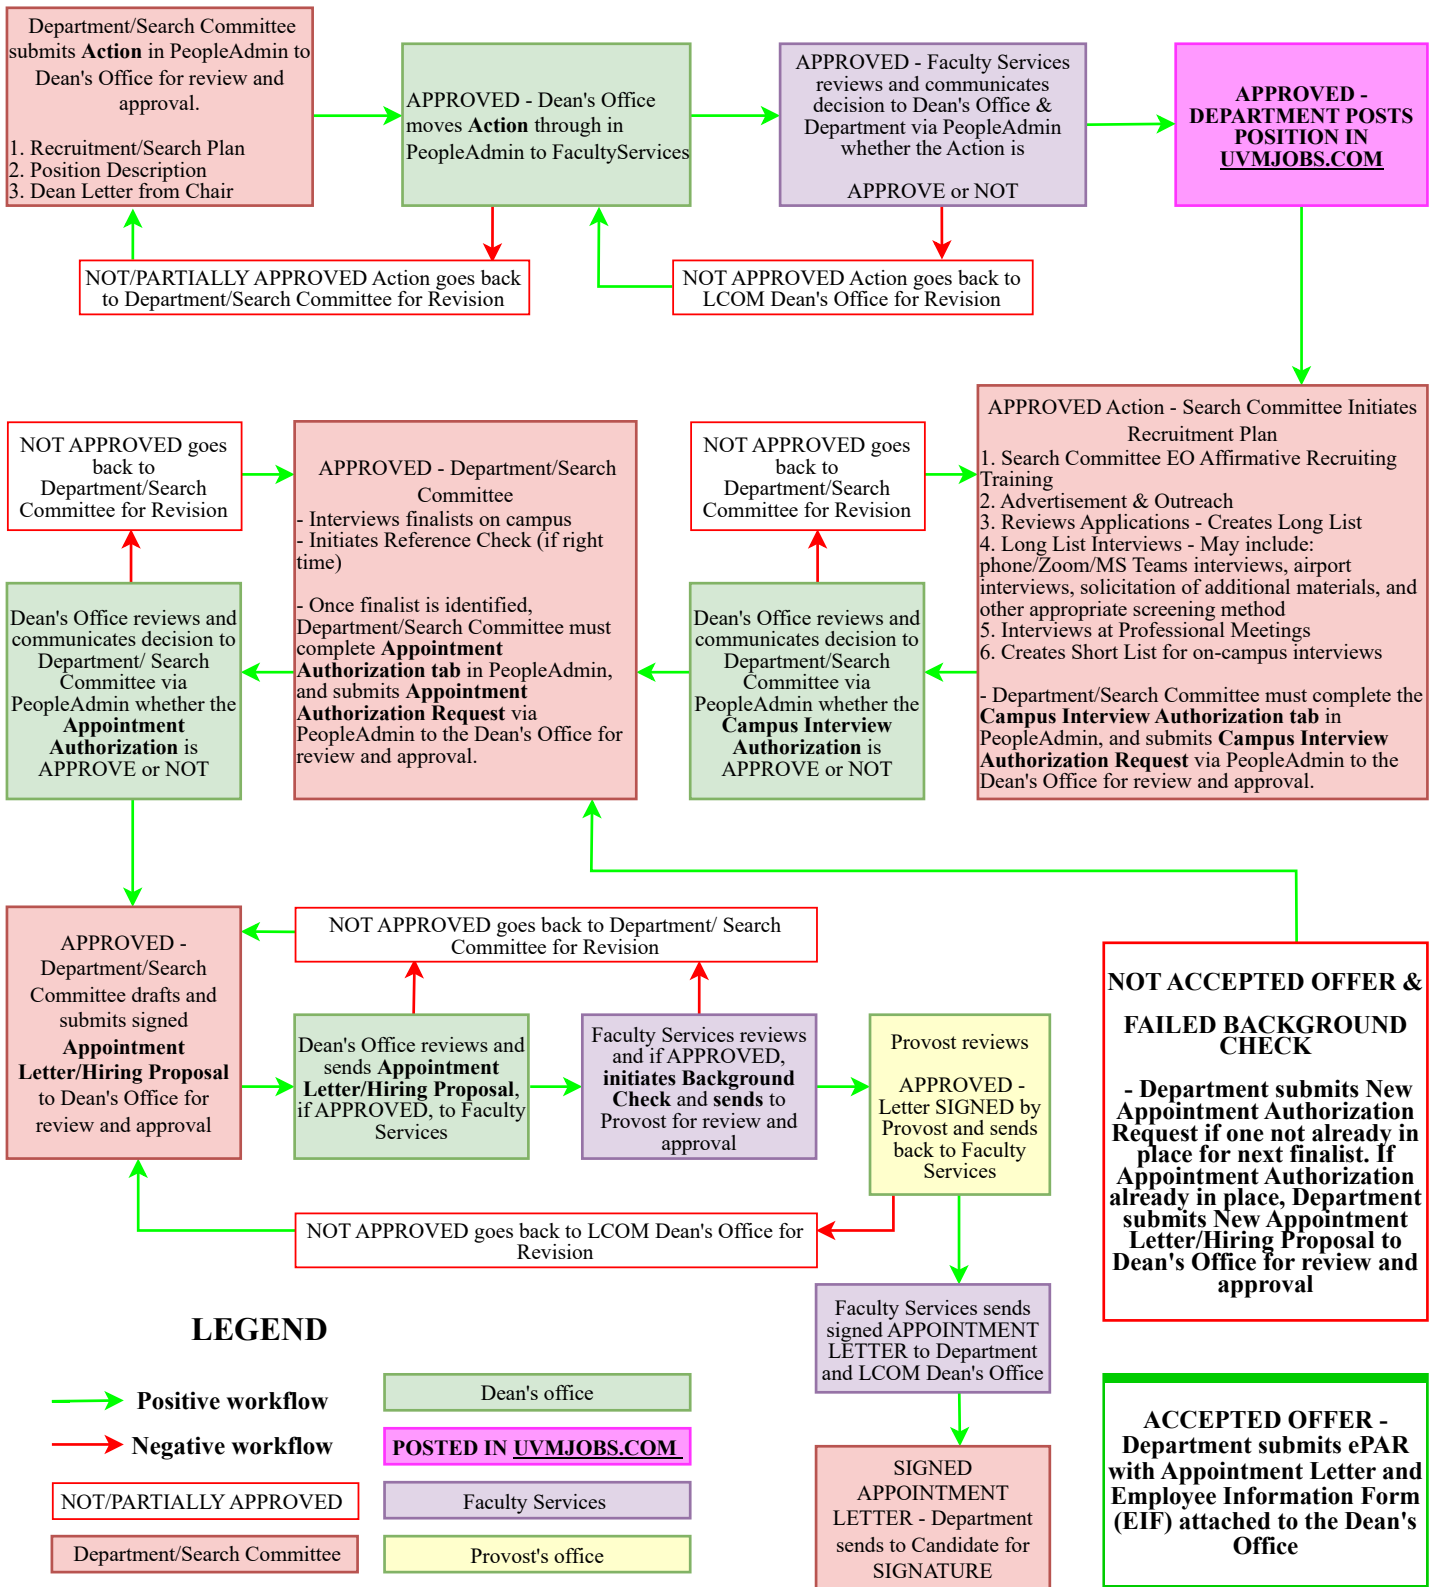 Department/Search Committee
submits Action in PeopleAdmin to
Dean's Office for review and
approval.
1. Recruitment/Search Plan
2. Position Description
3. Dean Letter from Chair
APPROVED - Dean's Office
moves Action through in
PeopleAdmin to FacultyServices
APPROVED - Faculty Services
reviews and communicates
decision to Dean's Office &
Department via PeopleAdmin
whether the Action is
APPROVE or NOT
APPROVED -
DEPARTMENT POSTS
POSITION IN
UVMJOBS.COM
NOT/PARTIALLY APPROVED Action goes back
to Department/Search Committee for Revision
NOT APPROVED Action goes back to
LCOM Dean's Office for Revision
NOT APPROVED goes
back to
Department/Search
Committee for Revision
APPROVED - Department/Search
Committee
- Interviews finalists on campus
- Initiates Reference Check (if right
time)
- Once finalist is identified,
Department/Search Committee must
complete Appointment
Authorization tab in PeopleAdmin,
and submits Appointment
Authorization Request via
PeopleAdmin to the Dean's Office for
review and approval.
NOT APPROVED goes
back to
Department/Search
Committee for Revision
APPROVED Action - Search Committee Initiates
Recruitment Plan
1. Search Committee EO Affirmative Recruiting
Training
2. Advertisement & Outreach
3. Reviews Applications - Creates Long List
4. Long List Interviews - May include:
phone/Zoom/MS Teams interviews, airport
interviews, solicitation of additional materials, and
other appropriate screening method
5. Interviews at Professional Meetings
6. Creates Short List for on-campus interviews
- Department/Search Committee must complete the
Campus Interview Authorization tab in
PeopleAdmin, and submits Campus Interview
Authorization Request via PeopleAdmin to the
Dean's Office for review and approval.
Dean's Office reviews and
communicates decision to
Department/ Search
Committee via
PeopleAdmin whether the
Appointment
Authorization is
APPROVE or NOT
Dean's Office reviews and
communicates decision to
Department/Search
Committee via
PeopleAdmin whether the
Campus Interview
Authorization is
APPROVE or NOT
APPROVED -
Department/Search
Committee drafts and
submits signed
Appointment
Letter/Hiring Proposal
to Dean's Office for
review and approval
NOT APPROVED goes back to Department/ Search
Committee for Revision
Dean's Office reviews and
sends Appointment
Letter/Hiring Proposal,
if APPROVED, to Faculty
Services
Faculty Services reviews
and if APPROVED,
initiates Background
Check and sends to
Provost for review and
approval
Provost reviews
APPROVED -
Letter SIGNED by
Provost and sends
back to Faculty
Services
NOT APPROVED goes back to LCOM Dean's Office for
Revision
NOT ACCEPTED OFFER &
FAILED BACKGROUND
CHECK
- Department submits New
Appointment Authorization
Request if one not already in
place for next finalist. If
Appointment Authorization
already in place, Department
submits New Appointment
Letter/Hiring Proposal to
Dean's Office for review and
approval
Faculty Services sends
signed APPOINTMENT
LETTER to Department
and LCOM Dean's Office
SIGNED
APPOINTMENT
LETTER - Department
sends to Candidate for
SIGNATURE
ACCEPTED OFFER -
Department submits ePAR
with Appointment Letter and
Employee Information Form
(EIF) attached to the Dean's
Office
LEGEND
Positive workflow
Dean's office
Negative workflow
POSTED IN UVMJOBS.COM
NOT/PARTIALLY APPROVED
Faculty Services
Department/Search Committee
Provost's office